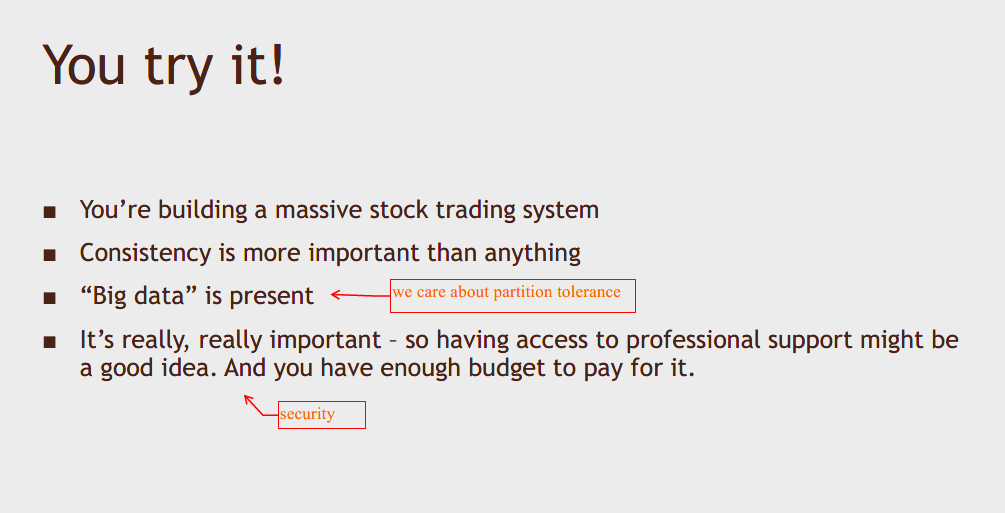 You try it!
■ You’re building a massive stock trading system
■ Consistency is more important than anything
■ “Big data” is present
we care about partition tolerance
■ It’s really, really important – so having access to professional support might be
a good idea. And you have enough budget to pay for it.
security